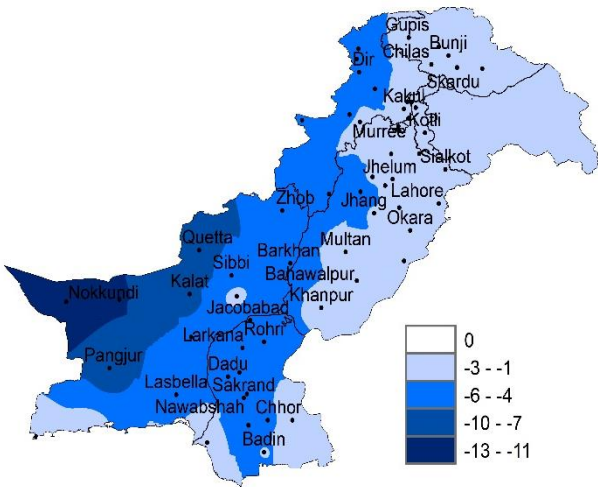 Gupis
Bunji
Chilas
Dir
Skardu
Kakul
Kotli
Murree
Sialkot
Jhelum
Lahore
Zhob
Jhang
Okara
Quetta
Multan
Barkhan
Sibbi
Bahawalpur
Kalat
Nokkundi
Khanpur
Jacobabad
Larkana
Rohri
Pangjur
Dadu
Lasbella
Sakrand
Nawabshah
Chhor
Badin
0
-3 - -1
-6 - -4
-10 - -7
-13 - -11